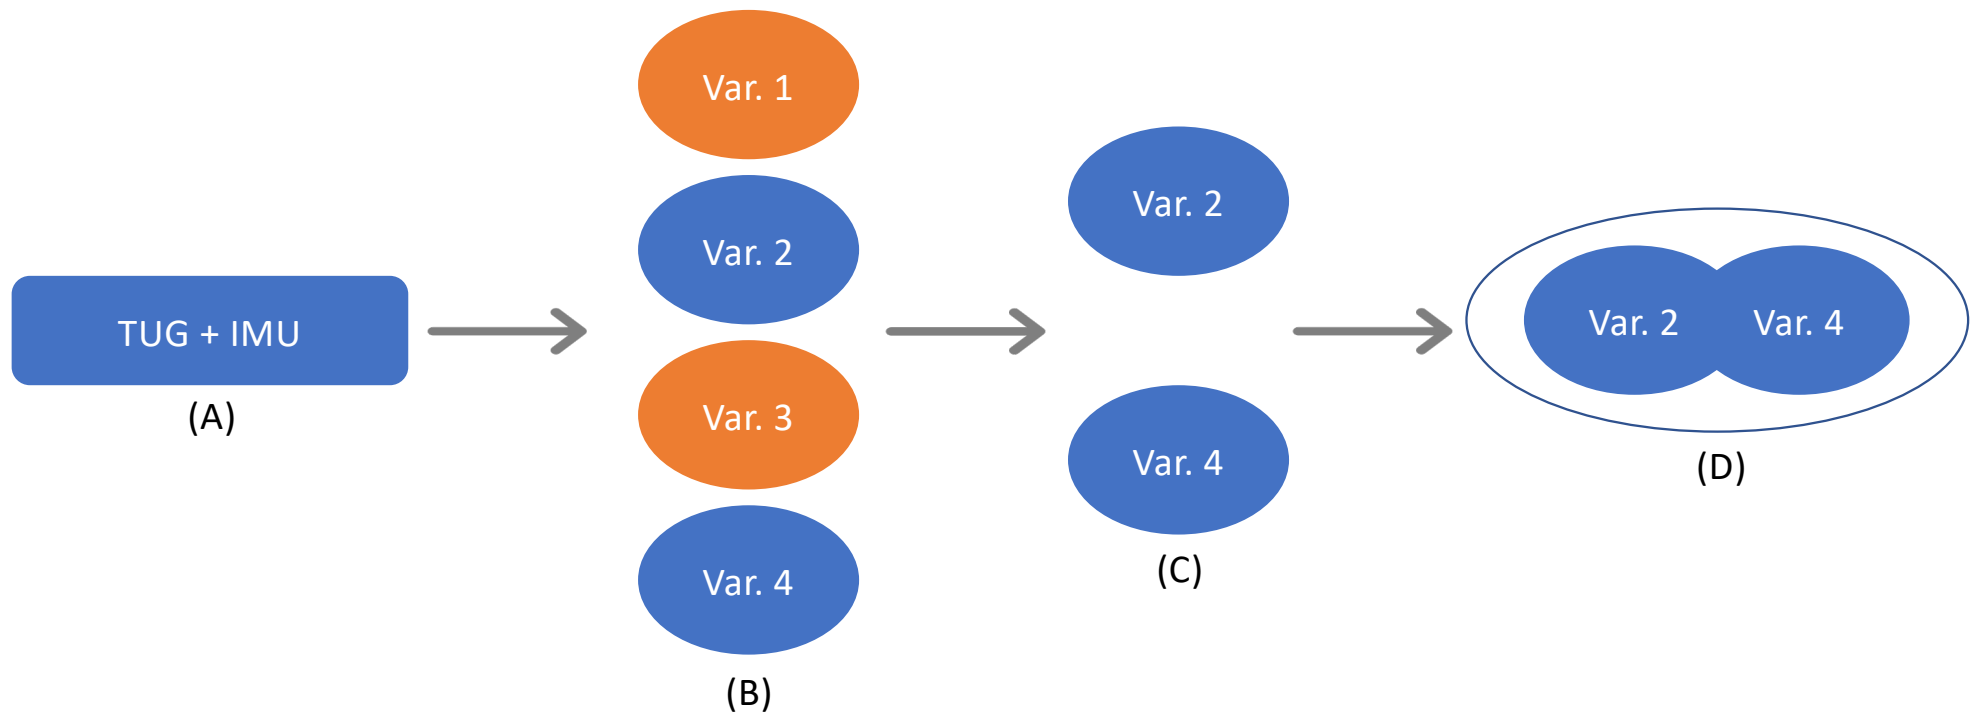 TUG + IMU
(A)
Var. 1
Var. 2
Var. 3
Var. 4
(B)
Var. 2
Var. 4
(C)
Var. 2
Var. 4
(D)